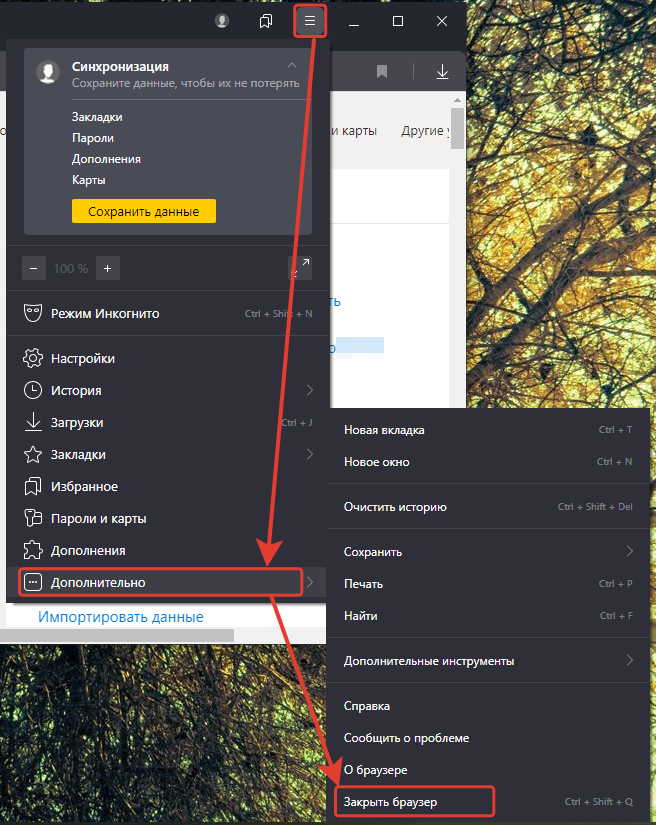 Синхронизация
Сохраните данные, чтобы их не потерять
Закладки
Пароли
Дополнения
Карты
Сохранить данные
и карты Другие
− 100 % +
Режим Инкогнито Ctrl + Shift + N
Настройки
История
Загрузки Ctrl + J
Закладки
Избранное
Пароли и карты
Дополнения
Дополнительно
Импортировать данные
Новая вкладка Ctrl + T
Новое окно Ctrl + N
Очистить историю Ctrl + Shift + Del
Сохранить
Печать Ctrl + P
Найти Ctrl + F
Дополнительные инструменты
Справка
Сообщить о проблеме
О браузере
Закрыть браузер Ctrl + Shift + Q